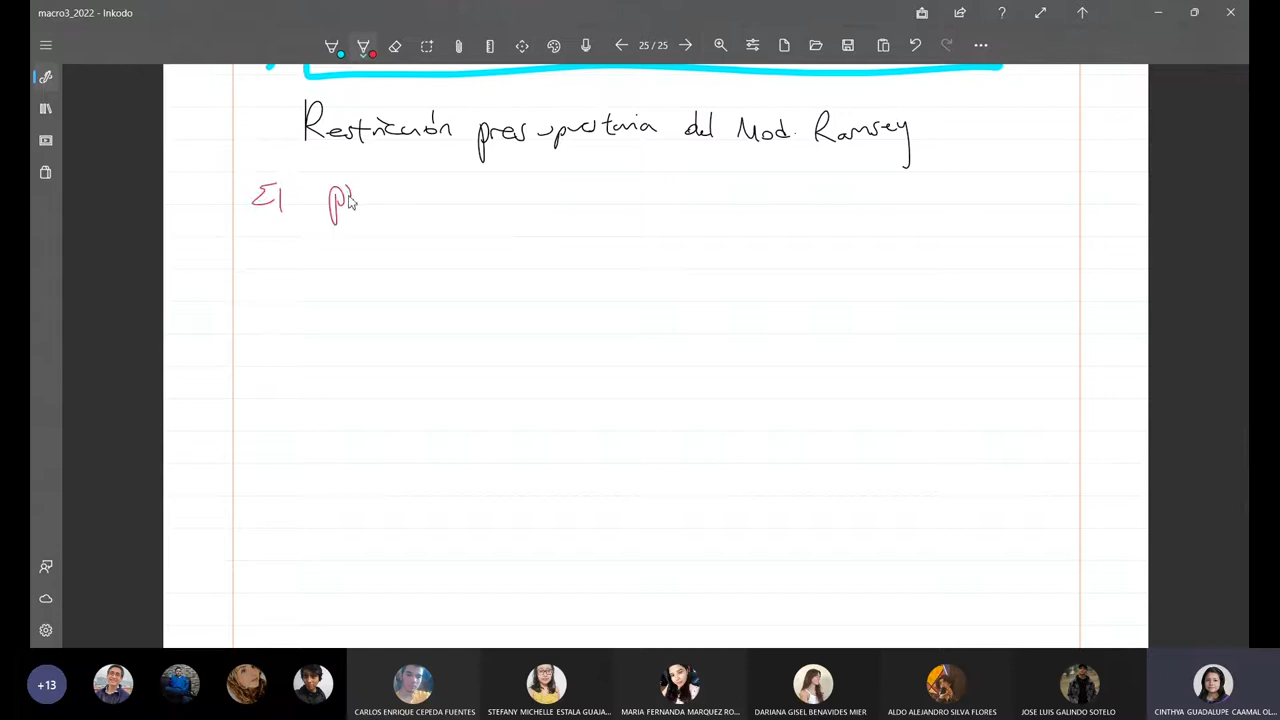 macro3_2022 - Inkodo
25 / 25
Restricción presupuestaria del Mod. Ramsey
El p
+13
CARLOS ENRIQUE CEPEDA FUENTES
STEFANY MICHELLE ESTALA GUAJA...
MARIA FERNANDA MARQUEZ RO...
DARIANA GISEL BENAVIDES MIER
ALDO ALEJANDRO SILVA FLORES
JOSE LUIS GALINDO SOTELO
CINTHYA GUADALUPE CAAMAL OL...